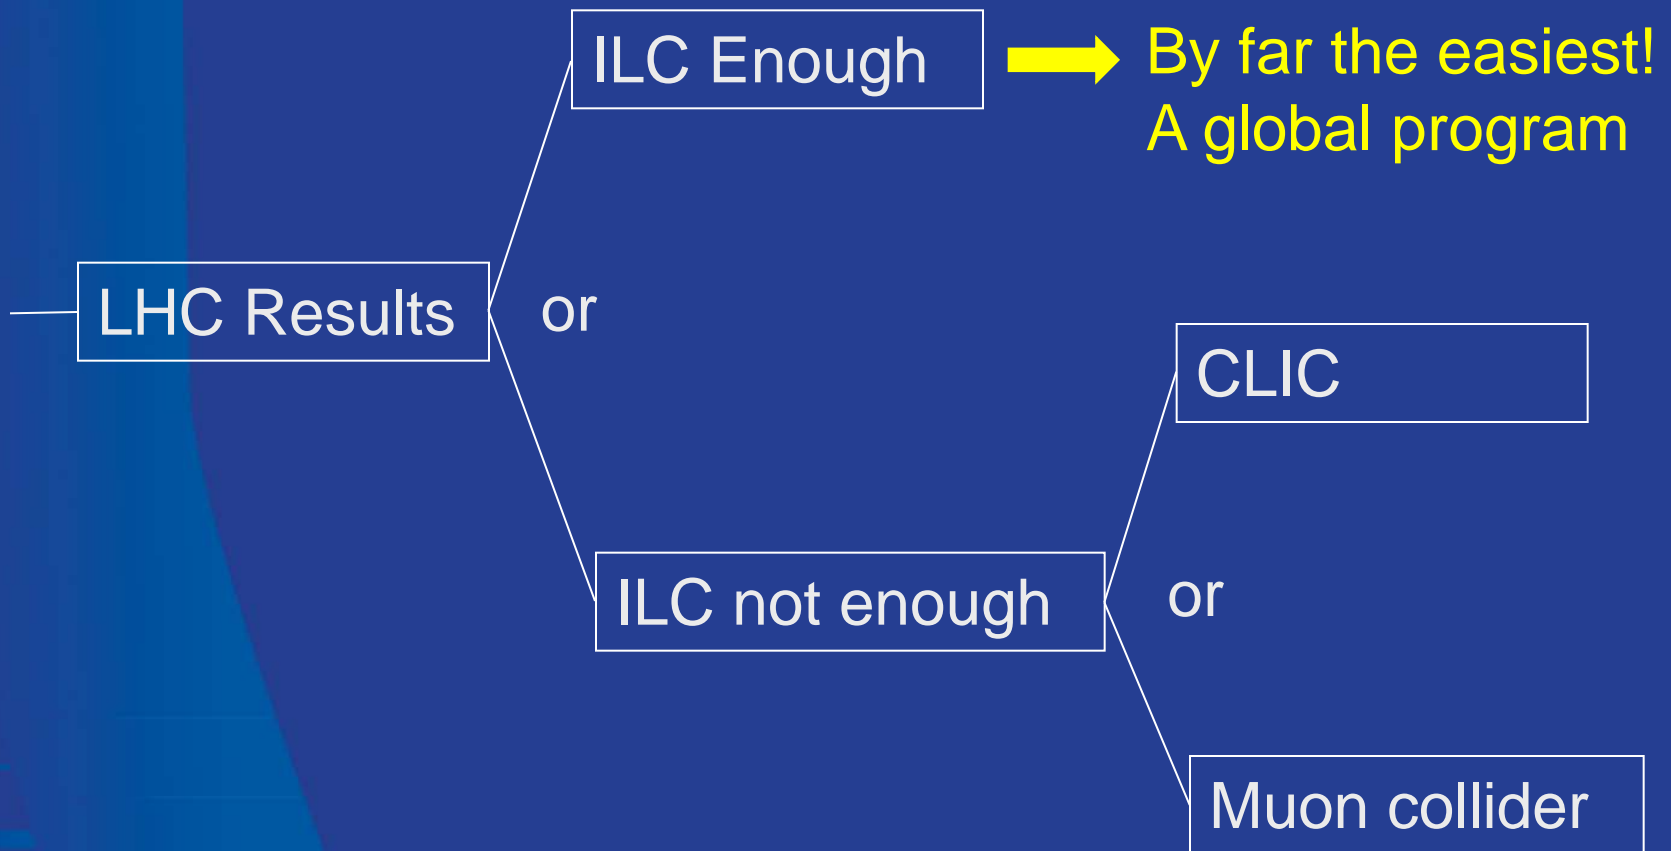 ILC Enough
By far the easiest!
A global program
LHC Results
or
CLIC
ILC not enough
or
Muon collider